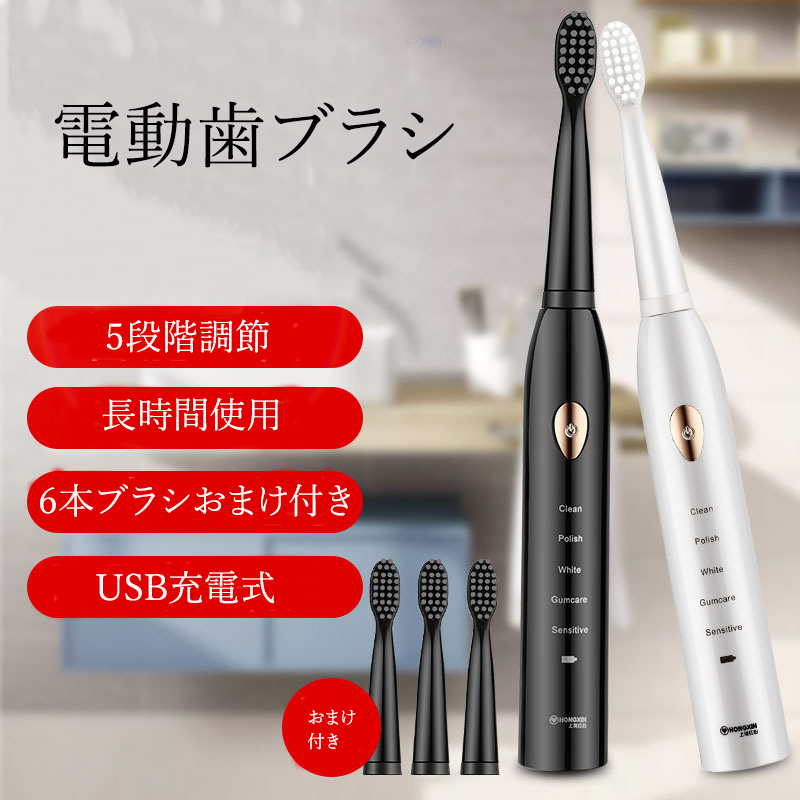 電動歯ブラシ
5段階調節
長時間使用
6本ブラシおまけ付き
USB充電式
おまけ
付き
Clean
Polish
White
Gumcare
Sensitive
HONGXIN
Clean
Polish
White
Gumcare
Sensitive
HONGXIN